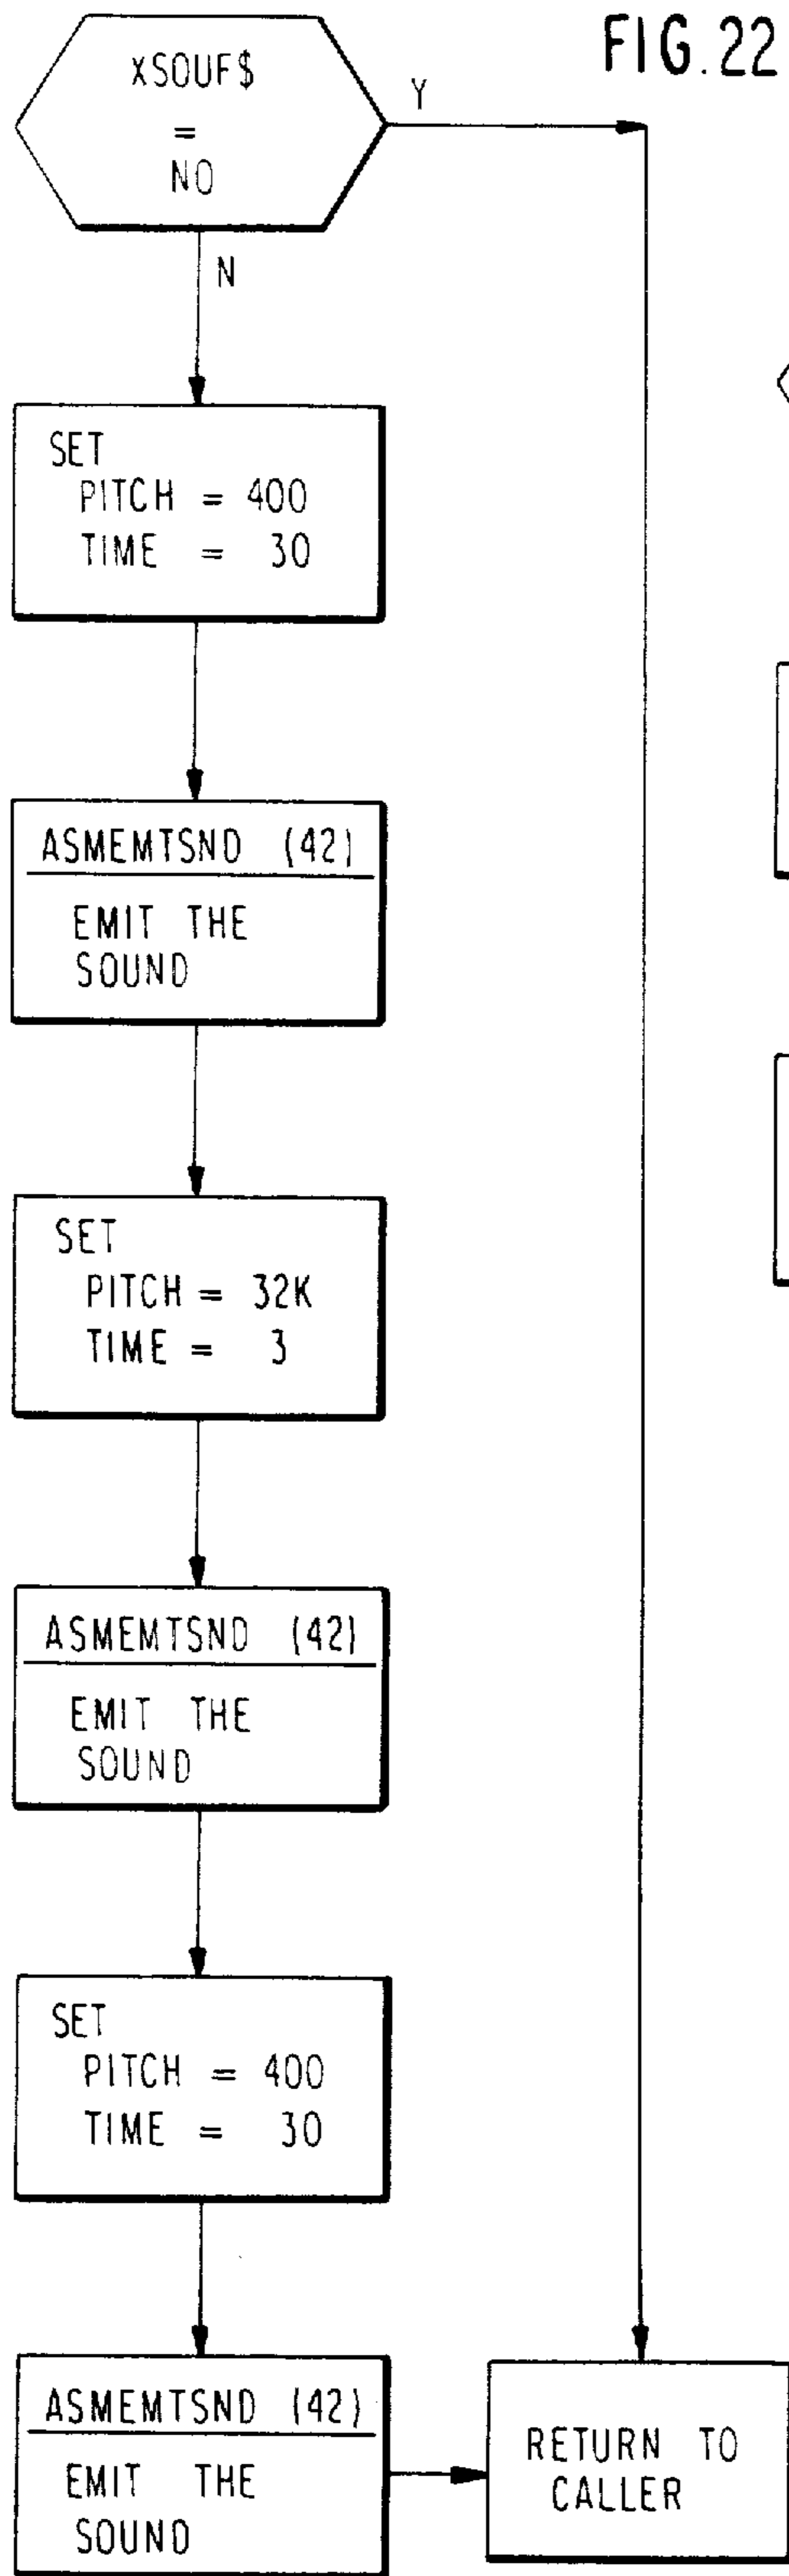 FIG. 22
XSOUF$
=
NO
Y
N
SET
PITCH = 400
TIME = 30
ASMEMTSND (42)
EMIT THE
SOUND
SET
PITCH = 32K
TIME = 3
ASMEMTSND (42)
EMIT THE
SOUND
SET
PITCH = 400
TIME = 30
ASMEMTSND (42)
EMIT THE
SOUND
RETURN TO
CALLER